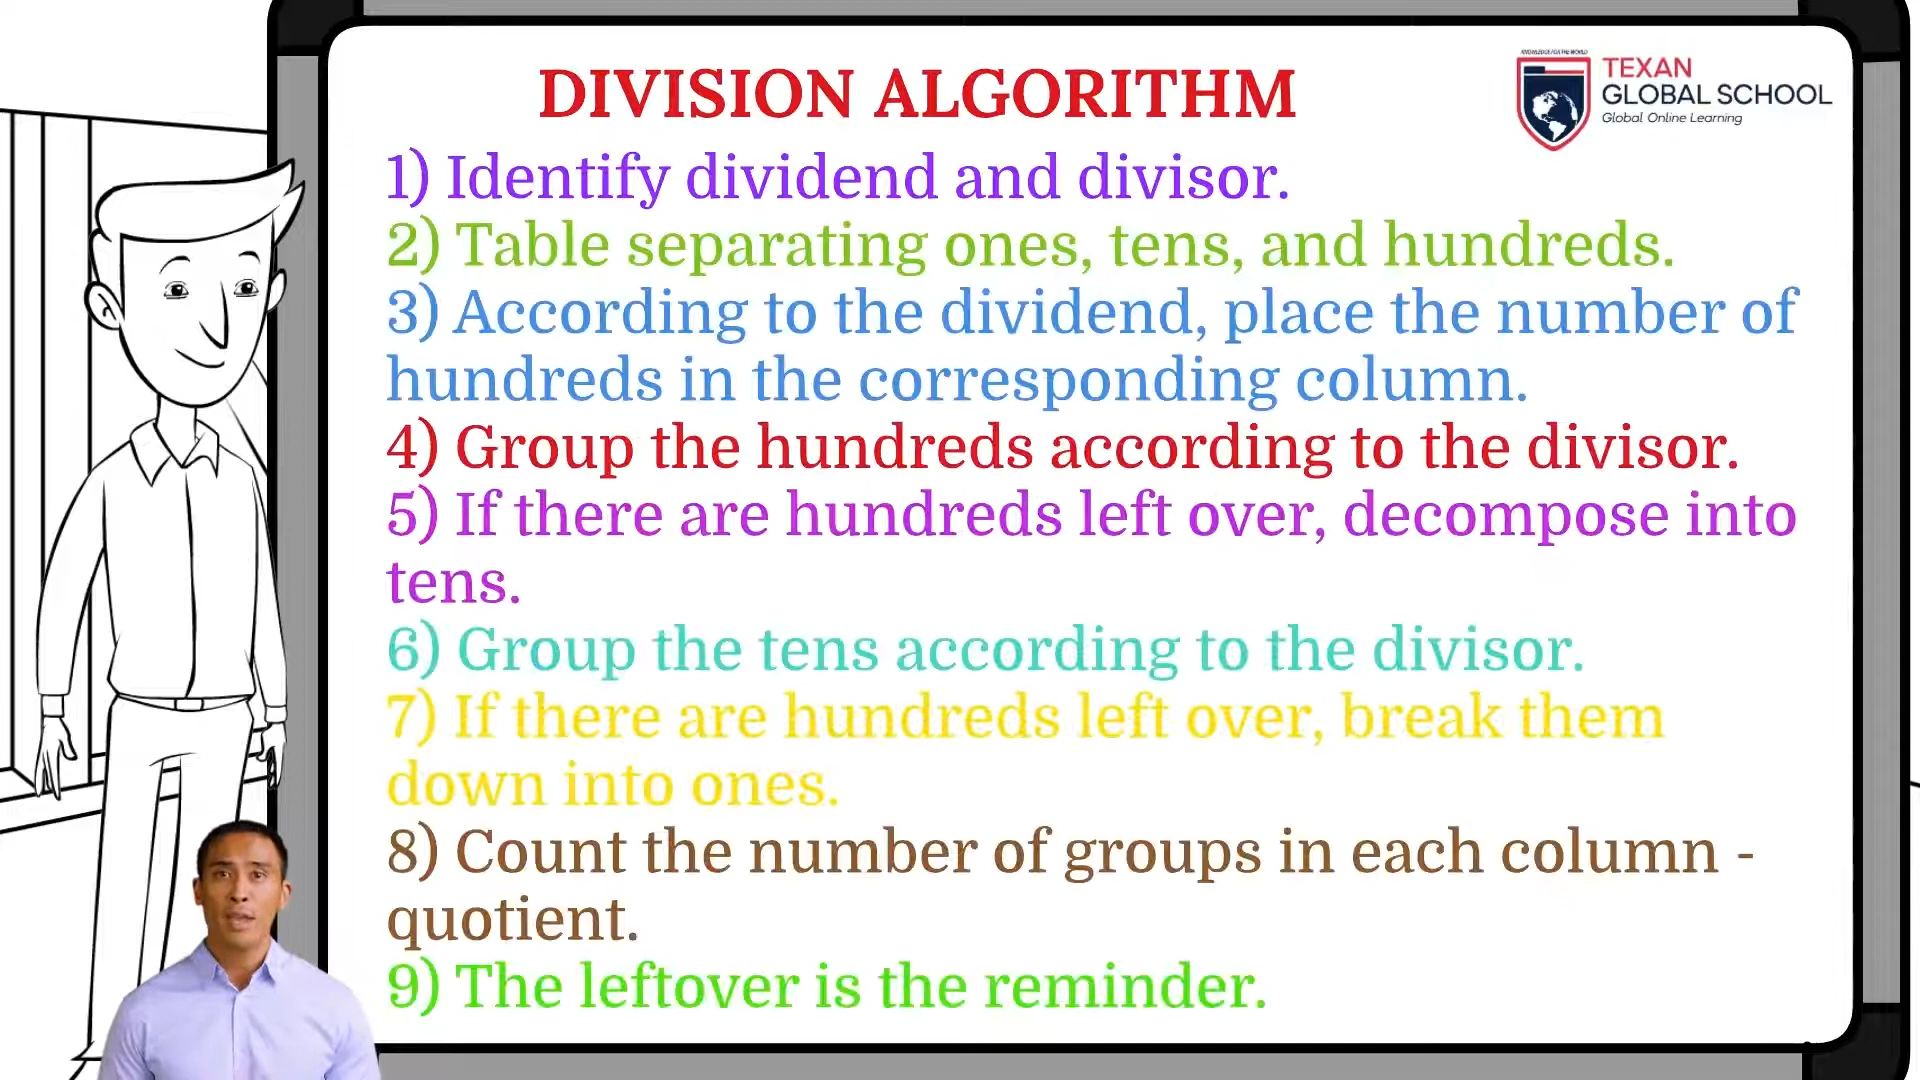 DIVISION ALGORITHM
KNOWLEDGE FOR THE WORLD
TEXAN
GLOBAL SCHOOL
Global Online Learning
1) Identify dividend and divisor.
2) Table separating ones, tens, and hundreds.
3) According to the dividend, place the number of
hundreds in the corresponding column.
4) Group the hundreds according to the divisor.
5) If there are hundreds left over, decompose into
tens.
6) Group the tens according to the divisor.
7) If there are hundreds left over, break them
down into ones.
8) Count the number of groups in each column -
quotient.
9) The leftover is the reminder.